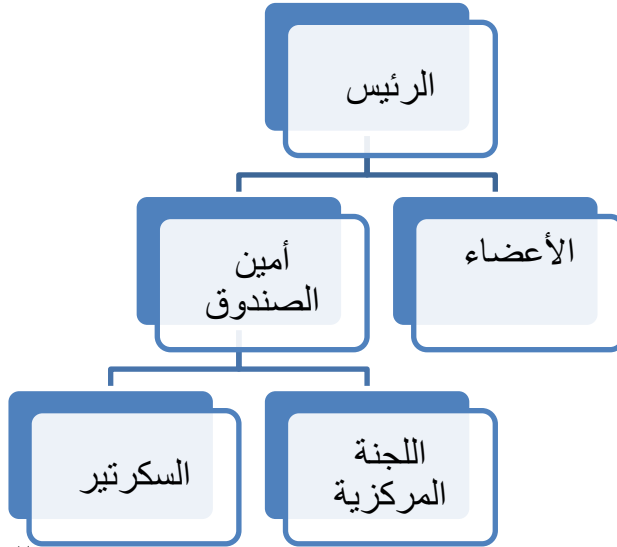 الرئيس
الأعضاء
أمين
الصندوق
اللجنة
المركزية
السكرتير